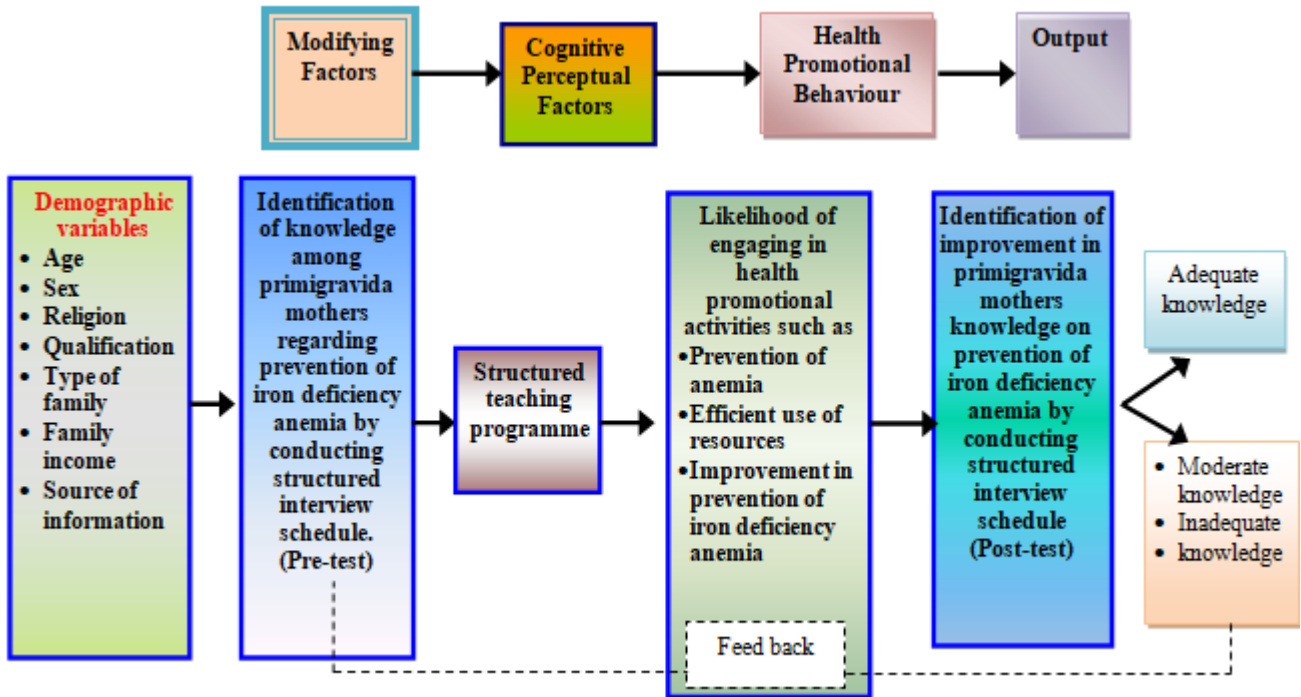 Modifying
Factors
Cognitive
Perceptual
Factors
Health
Promotional
Behaviour
Output
Demographic
variables
• Age
• Sex
• Religion
• Qualification
• Type of
family
• Family
income
• Source of
information
Identification
of knowledge
among
primigravida
mothers
regarding
prevention of
iron deficiency
anemia by
conducting
structured
interview
schedule.
(Pre-test)
Structured
teaching
programme
Likelihood of
engaging in
health
promotional
activities such as
•Prevention of
anemia
•Efficient use of
resources
•Improvement in
prevention of
iron deficiency
anemia
Feed back
Identification of
improvement in
primigravida
mothers
knowledge on
prevention of
iron deficiency
anemia by
conducting
structured
interview
schedule
(Post-test)
Adequate
knowledge
• Moderate
knowledge
• Inadequate
• knowledge